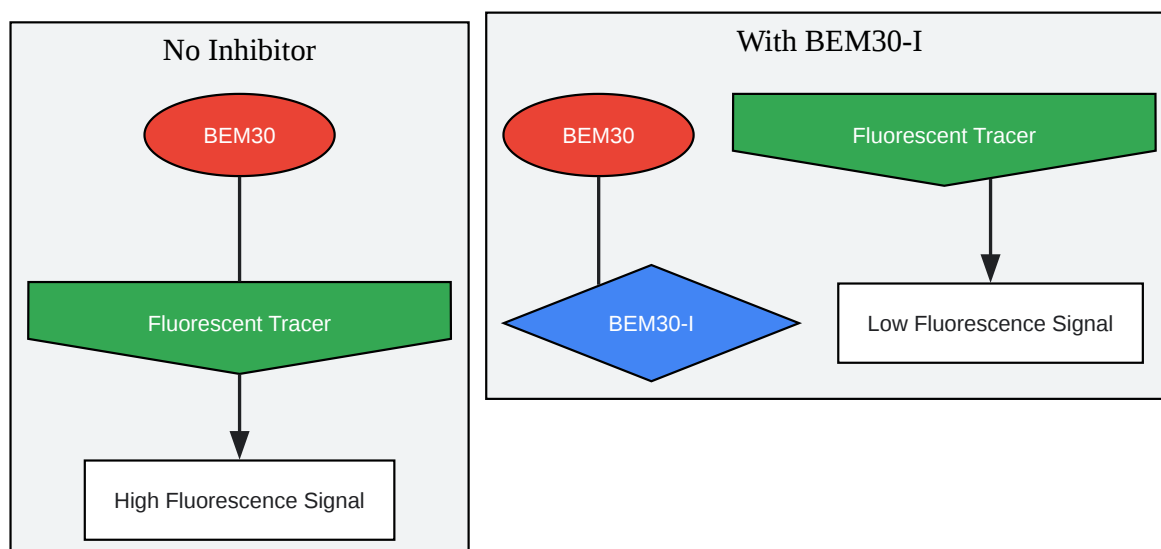 No Inhibitor
BEM30
Fluorescent Tracer
High Fluorescence Signal
With BEM30-I
BEM30
Fluorescent Tracer
BEM30-I
Low Fluorescence Signal